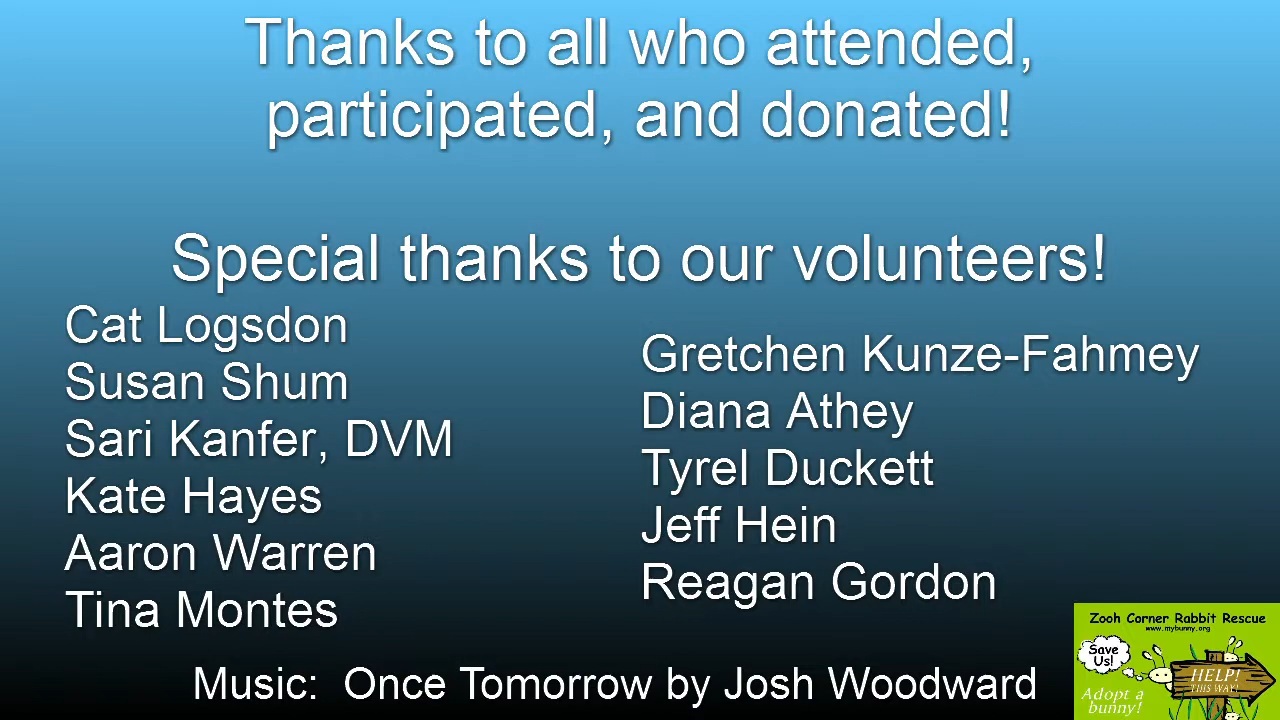 Thanks to all who attended,
participated, and donated!
Special thanks to our volunteers!
Cat Logsdon
Susan Shum
Sari Kanfer, DVM
Kate Hayes
Aaron Warren
Tina Montes
Gretchen Kunze-Fahmey
Diana Athey
Tyrel Duckett
Jeff Hein
Reagan Gordon
Music: Once Tomorrow by Josh Woodward
Zooh Corner Rabbit Rescue
www.mybunny.org
Save
Us!
HELP!
THIS WAY!
Adopt a
bunny!